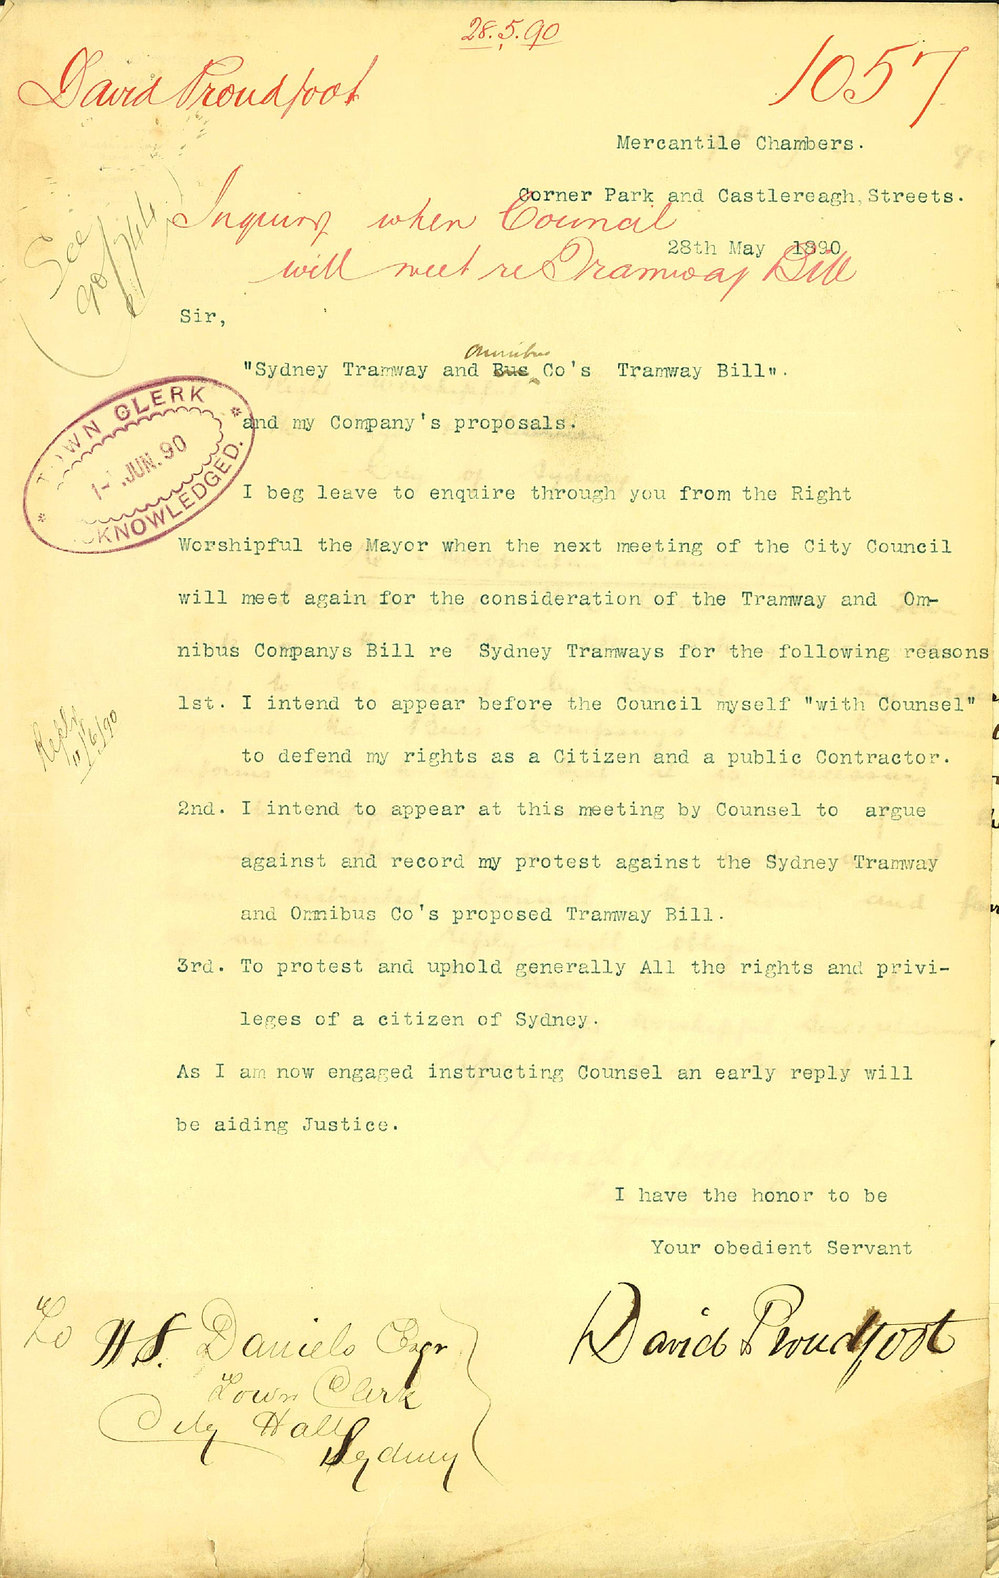 28.5.90
David Proudfoot
1057
Mercantile Chambers.
Corner Park and Castlereagh, Streets.
Inquiry when Council
28th May 1890
will meet re Tramway Bill
See
90/
Sir,
Omnibus
"Sydney Tramway and Bus Co's Tramway Bill".
and my Company's proposals.
TOWN CLERK
JUN. 90
ACKNOWLEDGED.
I beg leave to enquire through you from the Right
Worshipful the Mayor when the next meeting of the City Council
will meet again for the consideration of the Tramway and Om-
nibus Companys Bill re Sydney Tramways for the following reasons
1st. I intend to appear before the Council myself "with Counsel"
to defend my rights as a Citizen and a public Contractor.
Reply
11/6/90
2nd. I intend to appear at this meeting by Counsel to argue
against and record my protest against the Sydney Tramway
and Omnibus Co's proposed Tramway Bill.
3rd. To protest and uphold generally All the rights and privi-
leges of a citizen of Sydney.
As I am now engaged instructing Counsel an early reply will
be aiding Justice.
I have the honor to be
Your obedient Servant
David Proudfoot
To H S. Daniels Esqr
Town Clerk
City Hall
Sydney